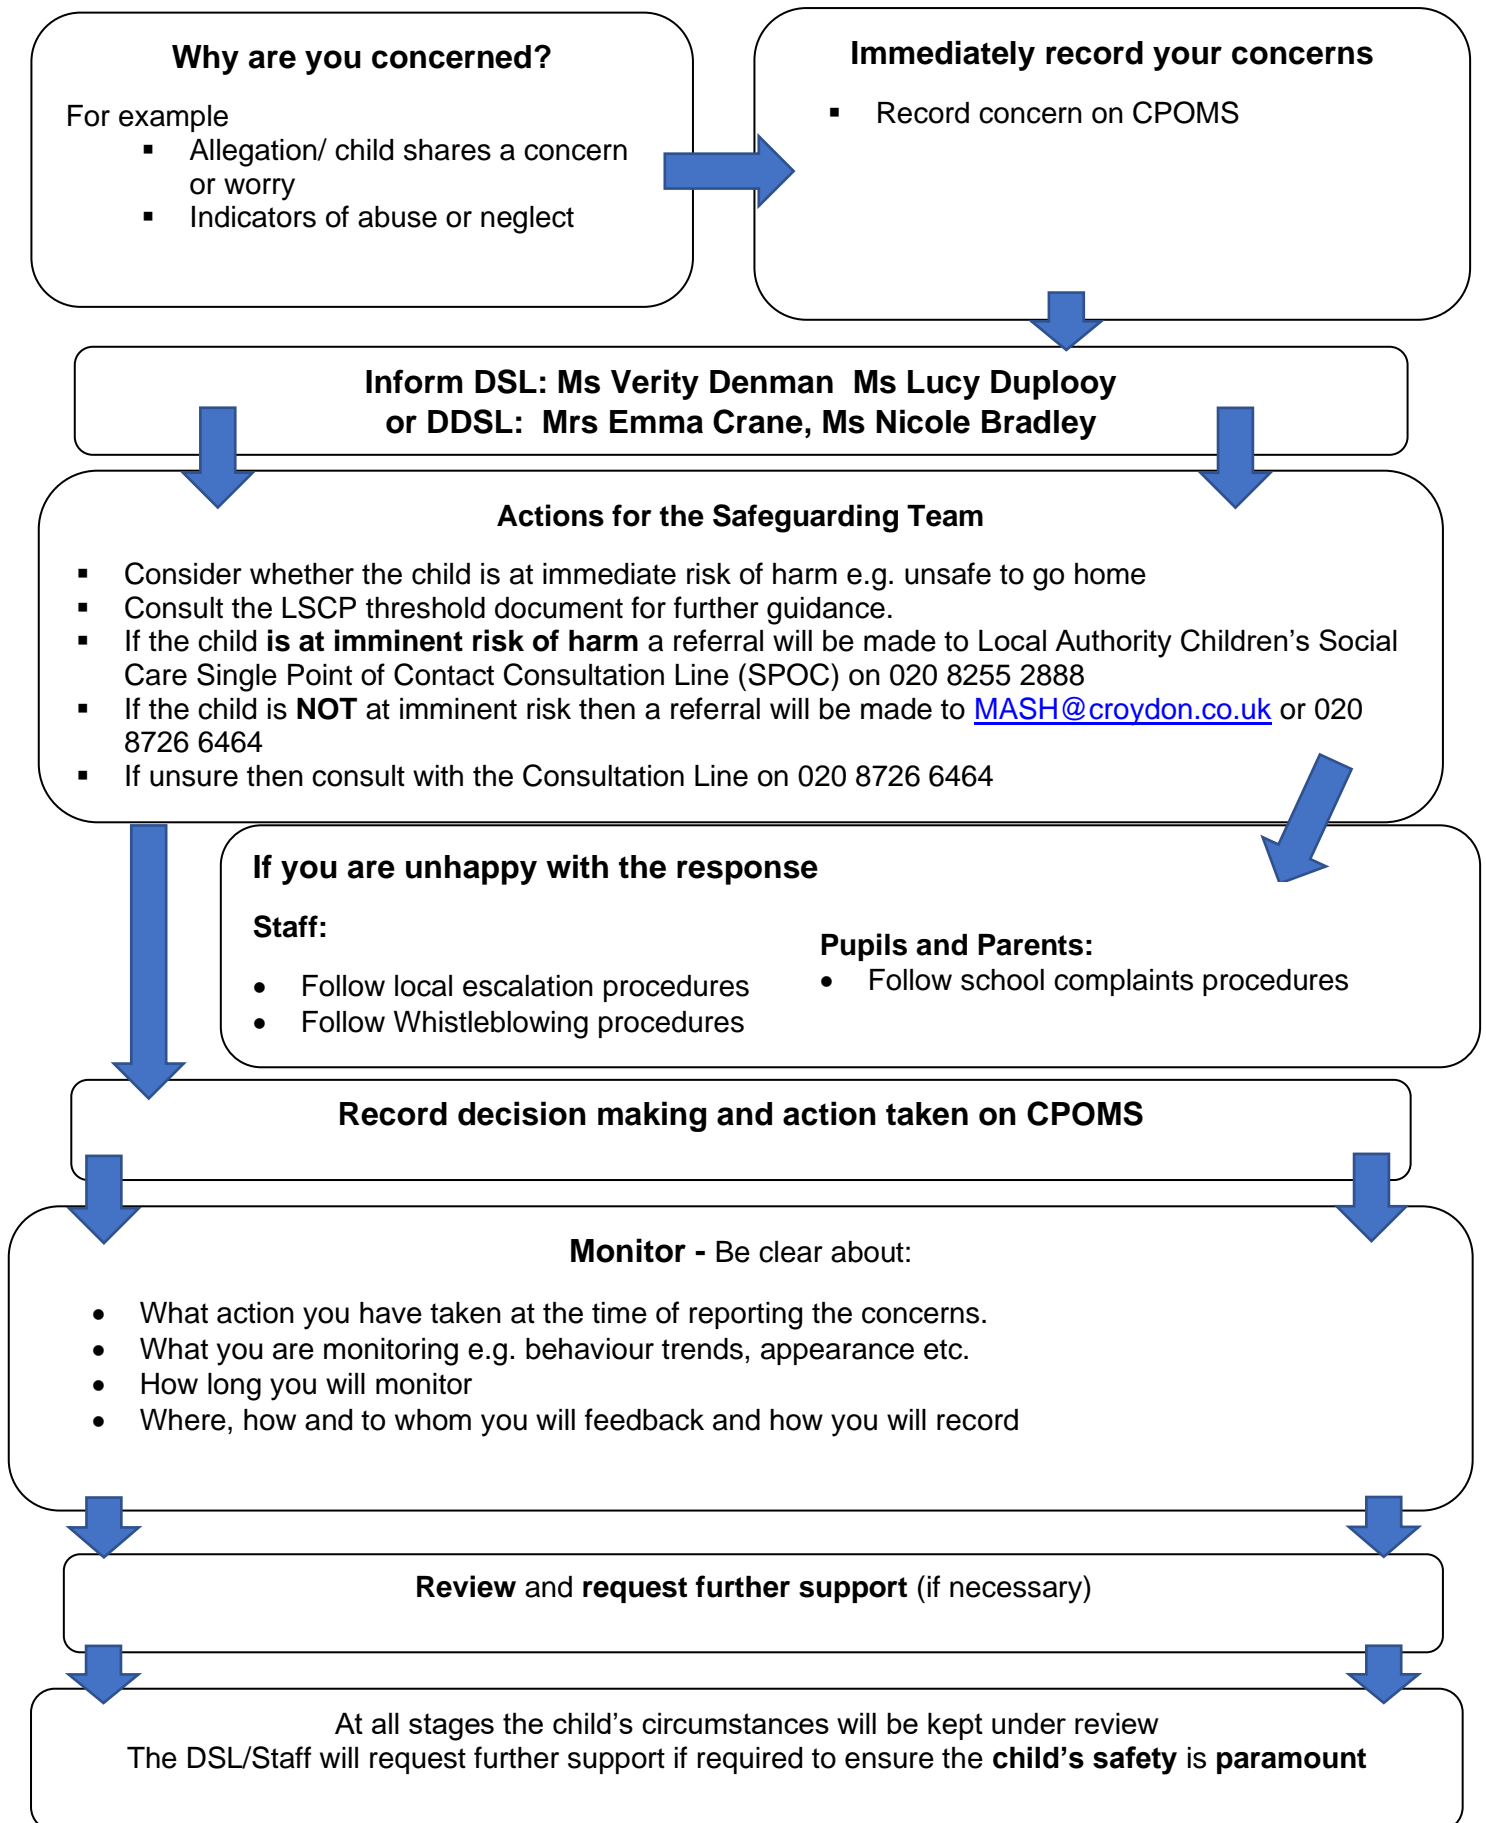 Why are you concerned?
For example
▪ Allegation/ child shares a concern
or worry
▪ Indicators of abuse or neglect
Immediately record your concerns
▪ Record concern on CPOMS
Inform DSL: Ms Verity Denman  Ms Lucy Duplooy
or DDSL:  Mrs Emma Crane, Ms Nicole Bradley
Actions for the Safeguarding Team
▪ Consider whether the child is at immediate risk of harm e.g. unsafe to go home
▪ Consult the LSCP threshold document for further guidance.
▪ If the child is at imminent risk of harm a referral will be made to Local Authority Children’s Social
Care Single Point of Contact Consultation Line (SPOC) on 020 8255 2888
▪ If the child is NOT at imminent risk then a referral will be made to MASH@croydon.co.uk or 020
8726 6464
▪ If unsure then consult with the Consultation Line on 020 8726 6464
If you are unhappy with the response
Staff:
• Follow local escalation procedures
• Follow Whistleblowing procedures
Pupils and Parents:
• Follow school complaints procedures
Record decision making and action taken on CPOMS
Monitor - Be clear about:
• What action you have taken at the time of reporting the concerns.
• What you are monitoring e.g. behaviour trends, appearance etc.
• How long you will monitor
• Where, how and to whom you will feedback and how you will record
Review and request further support (if necessary)
At all stages the child’s circumstances will be kept under review
The DSL/Staff will request further support if required to ensure the child’s safety is paramount